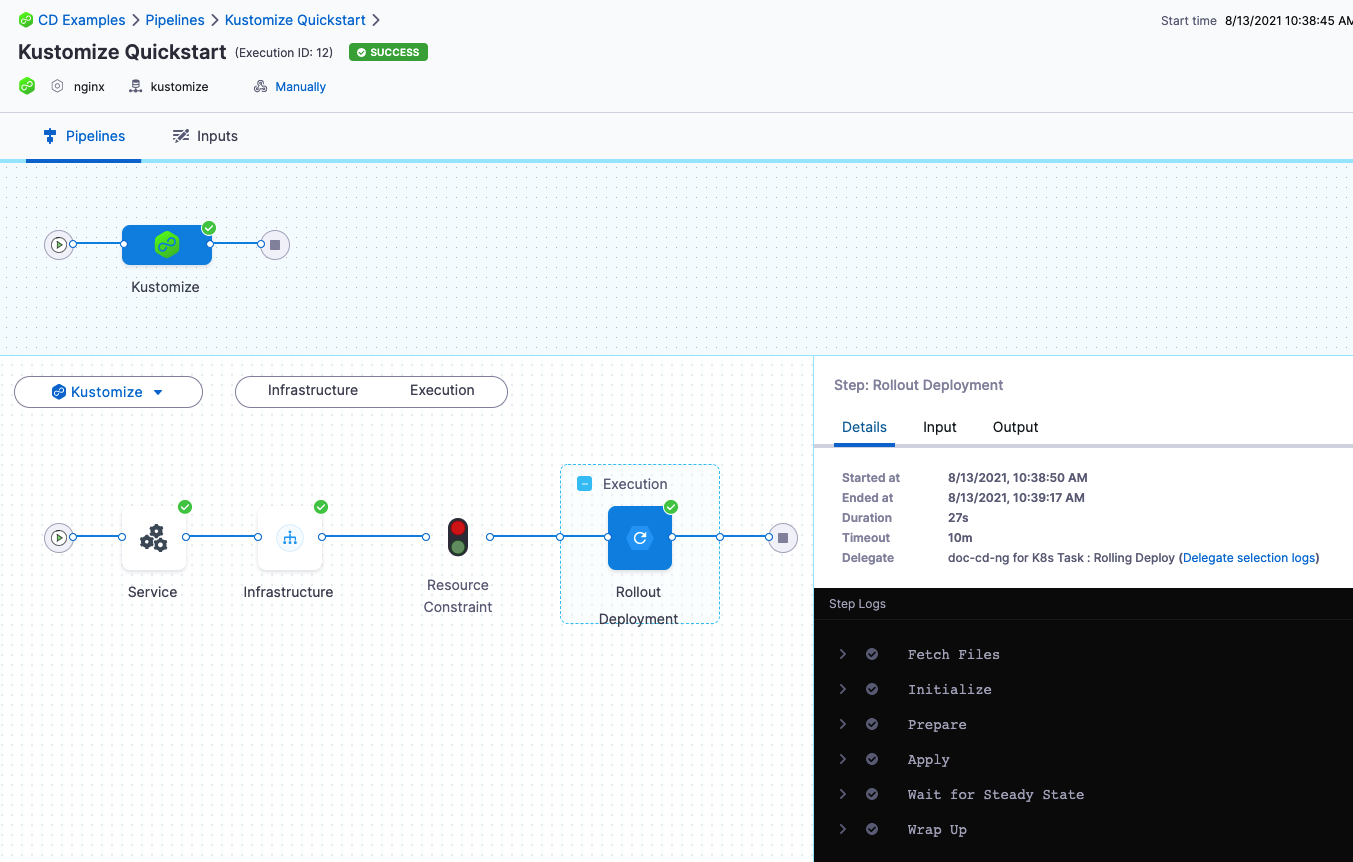 CD Examples > Pipelines > Kustomize Quickstart >
Start time 8/13/2021 10:38:45 AM
Kustomize Quickstart (Execution ID: 12) SUCCESS
nginx kustomize Manually
Pipelines Inputs
Kustomize
Kustomize Infrastructure Execution
Execution
Service
Infrastructure
Resource
Constraint
Rollout
Deployment
Step: Rollout Deployment
Details Input Output
Started at 8/13/2021, 10:38:50 AM
Ended at 8/13/2021, 10:39:17 AM
Duration 27s
Timeout 10m
Delegate doc-cd-ng for K8s Task : Rolling Deploy (Delegate selection logs)
Step Logs
Fetch Files
Initialize
Prepare
Apply
Wait for Steady State
Wrap Up